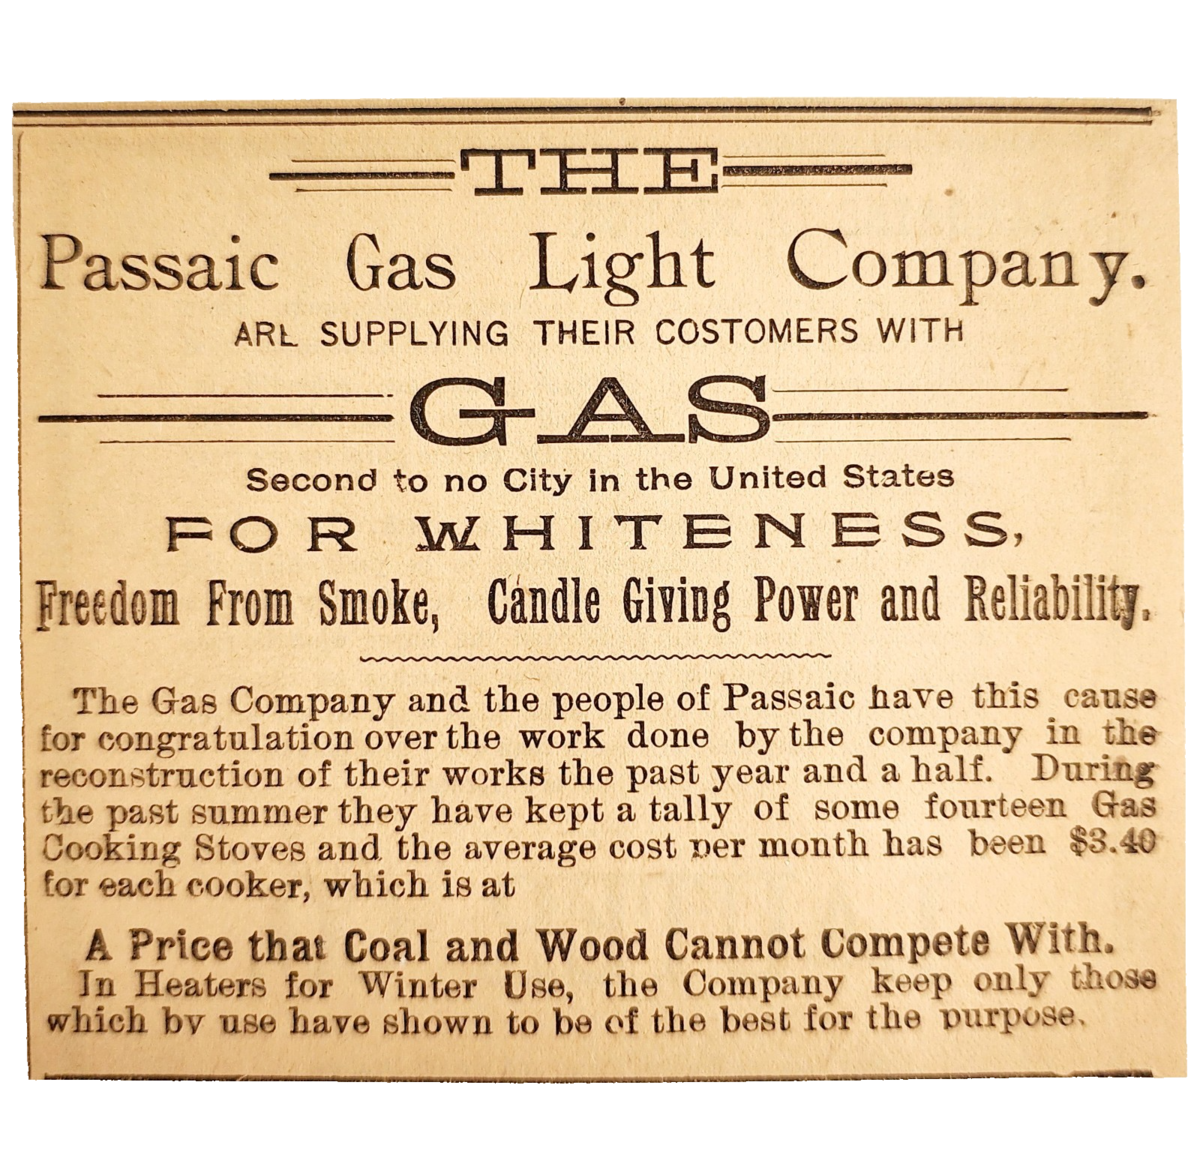 THE
Passaic Gas Light Company.
ARE SUPPLYING THEIR COSTOMERS WITH
GAS
Second to no City in the United States
FOR WHITENESS,
Freedom From Smoke, Candle Giving Power and Reliability.
The Gas Company and the people of Passaic have this cause
for congratulation over the work done by the company in the
reconstruction of their works the past year and a half. During
the past summer they have kept a tally of some fourteen Gas
Cooking Stoves and the average cost per month has been $3.40
for each cooker, which is at
A Price that Coal and Wood Cannot Compete With.
In Heaters for Winter Use, the Company keep only those
which by use have shown to be of the best for the purpose.